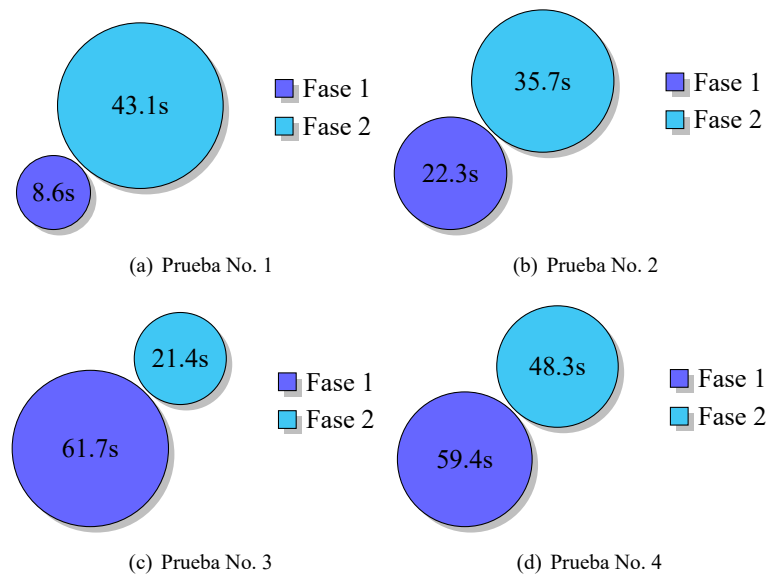 43.1s
8.6s
Fase 1
Fase 2
(a) Prueba No. 1
35.7s
22.3s
Fase 1
Fase 2
(b) Prueba No. 2
21.4s
61.7s
Fase 1
Fase 2
(c) Prueba No. 3
48.3s
59.4s
Fase 1
Fase 2
(d) Prueba No. 4